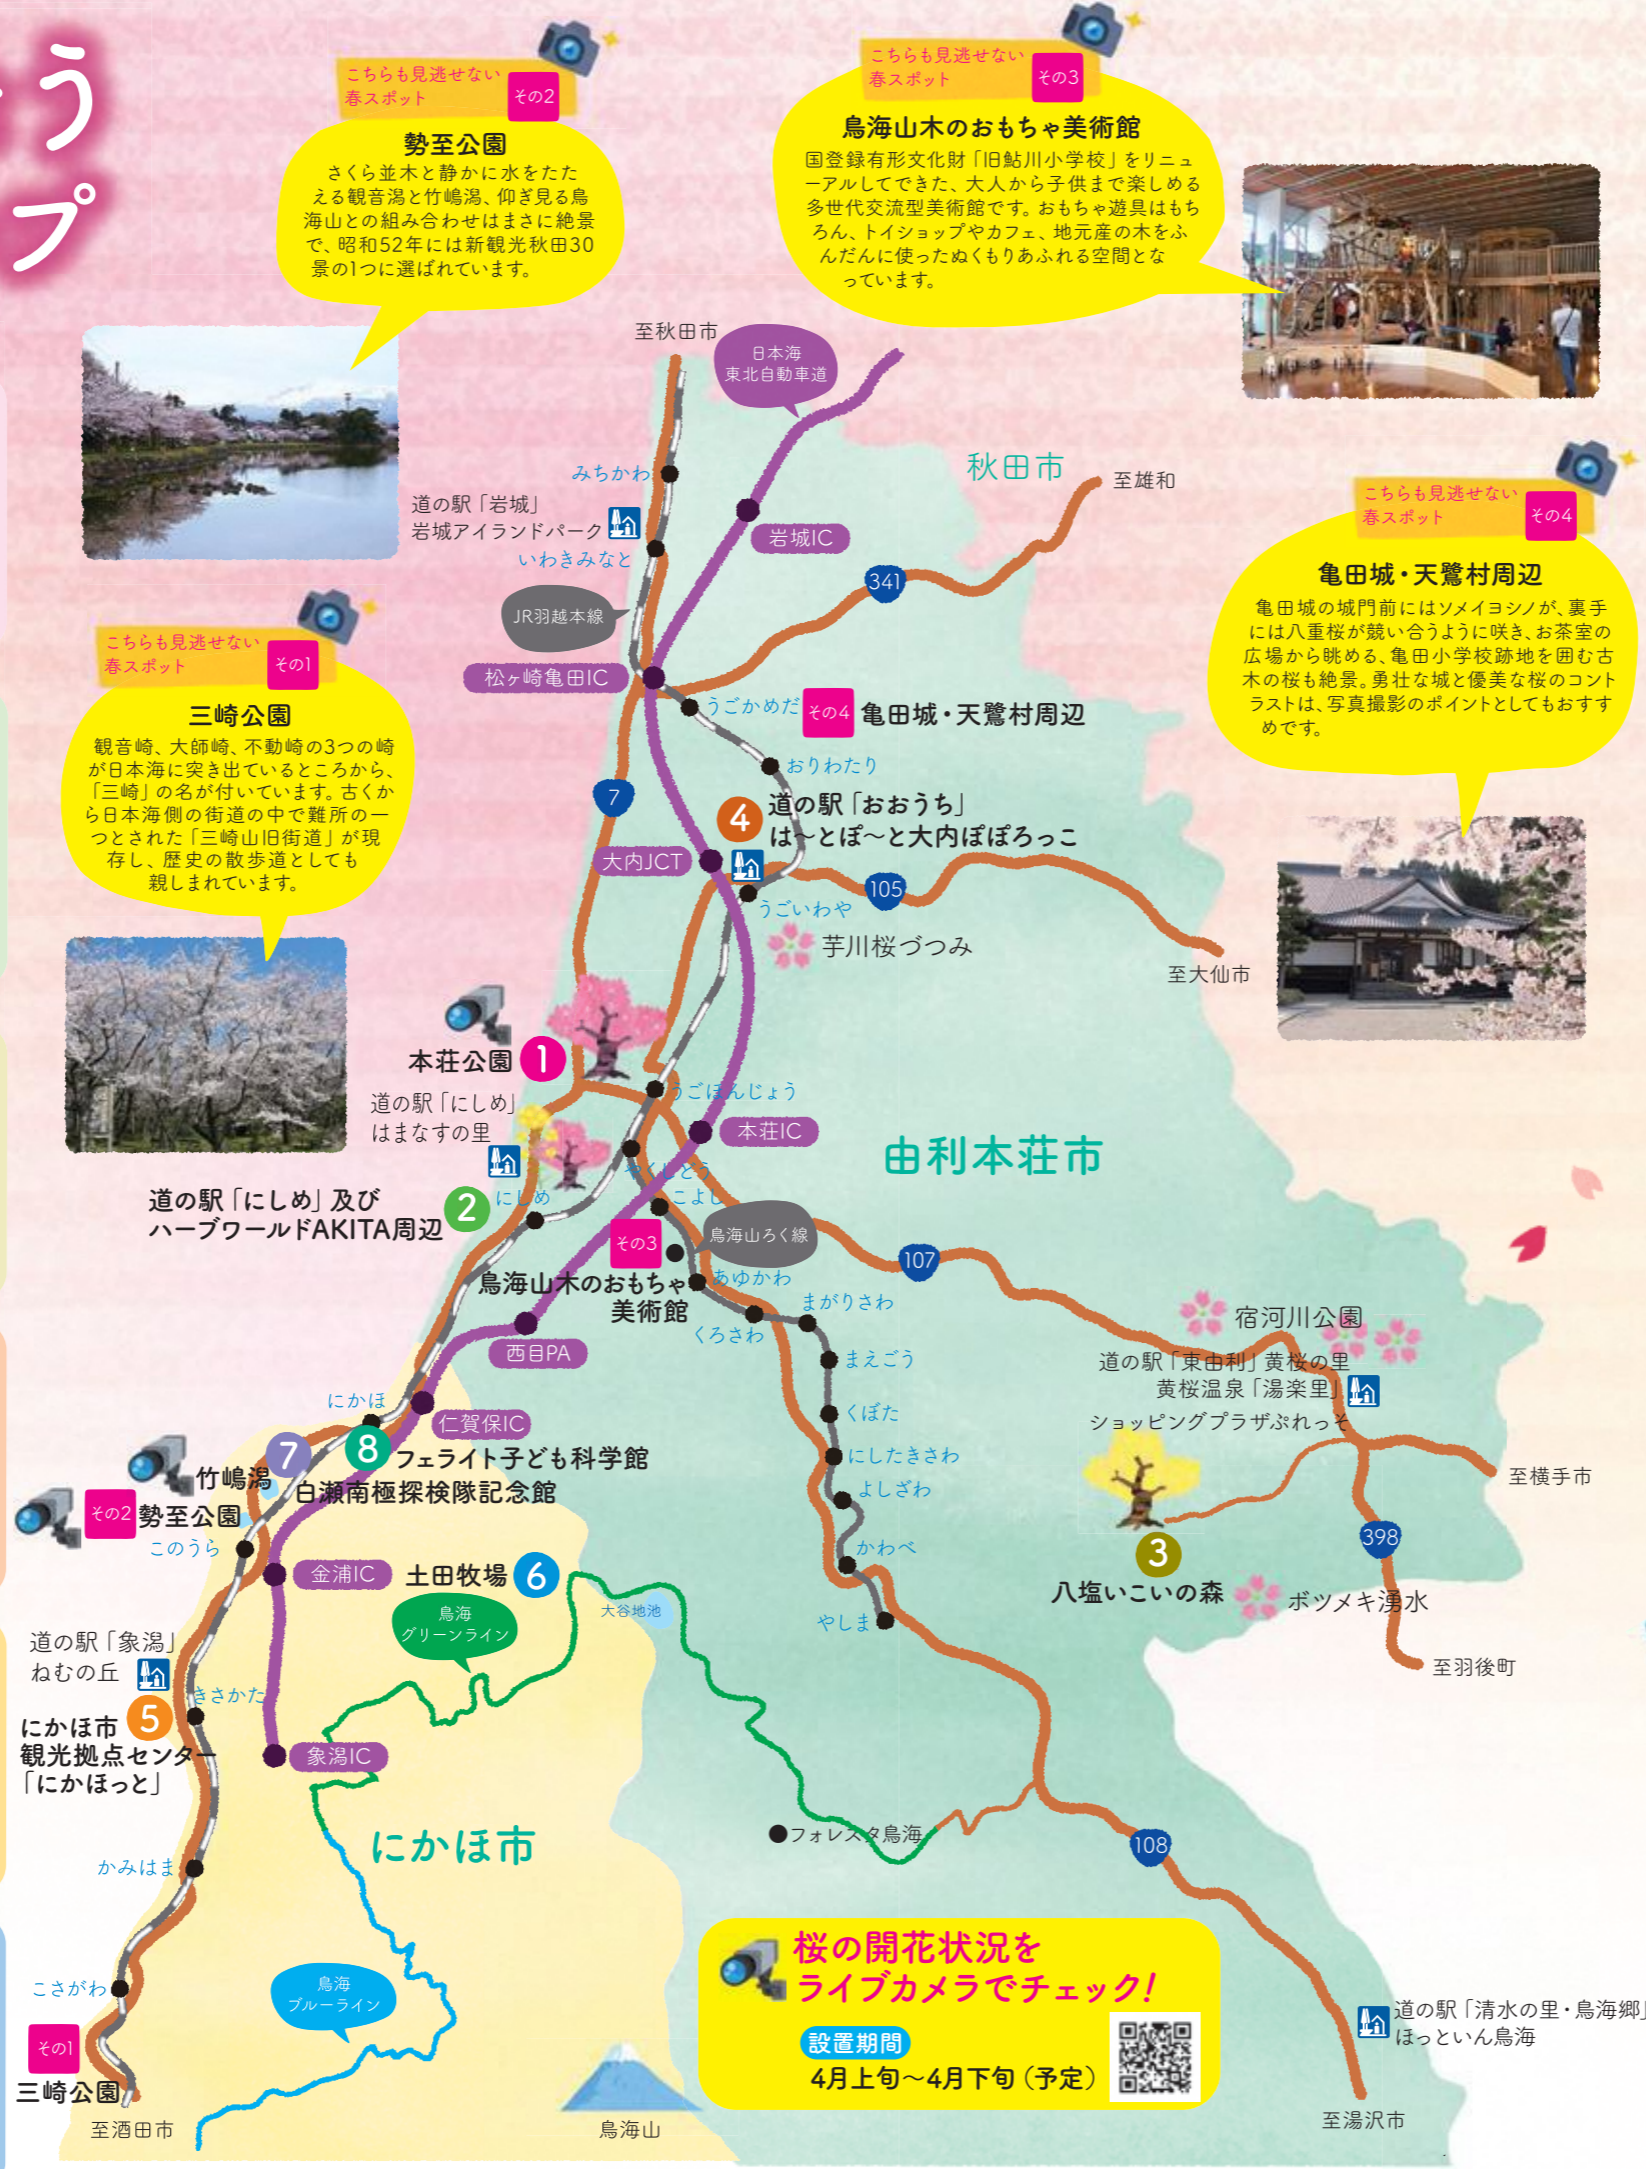 う
プ
こちらも見逃せない
春スポット
その2
勢至公園
さくら並木と静かに水をたた
える観音潟と竹嶋潟、仰ぎ見る鳥
海山との組み合わせはまさに絶景
で、昭和52年には新観光秋田30
景の1つに選ばれています。
こちらも見逃せない
春スポット
その3
鳥海山木のおもちゃ美術館
国登録有形文化財「旧鮎川小学校」をリニュ
ーアルしてできた、大人から子供まで楽しめる
多世代交流型美術館です。おもちゃ遊具はもち
ろん、トイショップやカフェ、地元産の木をふ
んだんに使ったぬくもりあふれる空間とな
っています。
こちらも見逃せない
春スポット
その4
亀田城・天鷺村周辺
亀田城の城門前にはソメイヨシノが、裏手
には八重桜が競い合うように咲き、お茶室の
広場から眺める、亀田小学校跡地を囲む古
木の桜も絶景。勇壮な城と優美な桜のコント
ラストは、写真撮影のポイントとしてもおすす
めです。
こちらも見逃せない
春スポット
その1
三崎公園
観音崎、大師崎、不動崎の3つの崎
が日本海に突き出ているところから、
「三崎」の名が付いています。古くか
ら日本海側の街道の中で難所の一
つとされた「三崎山旧街道」が現
存し、歴史の散歩道としても
親しまれています。
至秋田市
日本海
東北自動車道
秋田市
至雄和
みちかわ
道の駅「岩城」
岩城アイランドパーク
いわきみなと
岩城IC
341
JR羽越本線
松ヶ崎亀田IC
うごかめだ
その4
亀田城・天鷺村周辺
おりわたり
7
4
道の駅「おおうち」
は〜とぽ〜と大内ぽぽろっこ
大内JCT
105
うごいわや
芋川桜づつみ
至大仙市
本荘公園
1
うごほんじょう
道の駅「にしめ」
はまなすの里
本荘IC
由利本荘市
やくしどう
道の駅「にしめ」及び
ハーブワールドAKITA周辺
2
にしめ
こよし
その3
鳥海山ろく線
鳥海山木のおもちゃ
美術館
あゆかわ
107
くろさわ
まがりさわ
西目PA
まえごう
宿河川公園
道の駅「東由利」黄桜の里
黄桜温泉「湯楽里」
ショッピングプラザぷれっそ
くぼた
にかほ
仁賀保IC
7
8
フェライト子ども科学館
白瀬南極探検隊記念館
竹嶋潟
その2
勢至公園
にしたきさわ
よしざわ
至横手市
このうら
かわべ
398
3
八塩いこいの森
ボツメキ湧水
金浦IC
土田牧場
6
鳥海
グリーンライン
大谷地池
やしま
至羽後町
道の駅「象潟」
ねむの丘
きさかた
にかほ市
観光拠点センター
「にかほっと」
5
象潟IC
にかほ市
フォレスタ鳥海
108
かみはま
こさがわ
鳥海
ブルーライン
その1
三崎公園
至酒田市
鳥海山
桜の開花状況を
ライブカメラでチェック!
設置期間
4月上旬〜4月下旬(予定)
道の駅「清水の里・鳥海郷」
ほっといん鳥海
至湯沢市